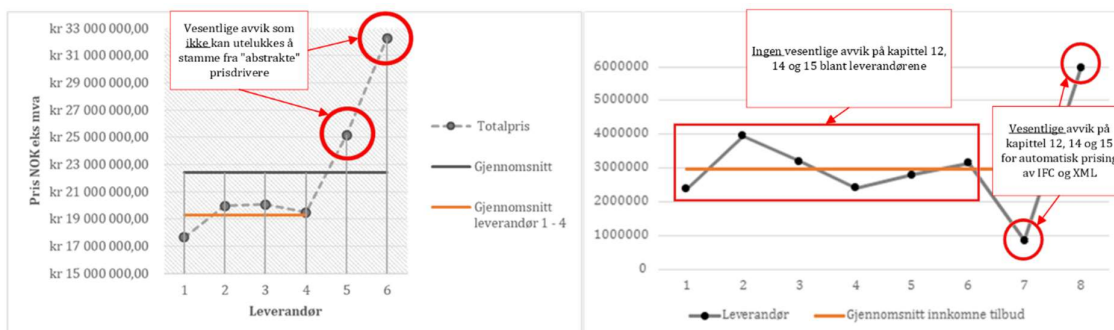 kr 33 000 000,00
kr 31 000 000,00
kr 29 000 000,00
kr 27 000 000,00
kr 25 000 000,00
kr 23 000 000,00
kr 21 000 000,00
kr 19 000 000,00
kr 17 000 000,00
kr 15 000 000,00
Pris NOK eks mva
Vesentlige avvik som
ikke kan utelukkes å
stamme fra "abstrakte"
prisdrivere
1 2 3 4 5 6
Leverandør
Totalpris
Gjennomsnitt
Gjennomsnitt
leverandør 1 - 4
6000000
5000000
4000000
3000000
2000000
1000000
0
Ingen vesentlige avvik på kapittel 12,
14 og 15 blant leverandørene
Vesentlige avvik på
kapittel 12, 14 og 15
for automatisk prising
av IFC og XML
1 2 3 4 5 6 7 8
Leverandør
Gjennomsnitt innkomne tilbud